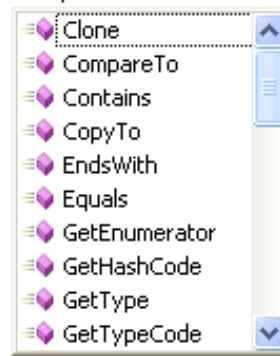 Clone
CompareTo
Contains
CopyTo
EndsWith
Equals
GetEnumerator
GetHashCode
GetType
GetTypeCode